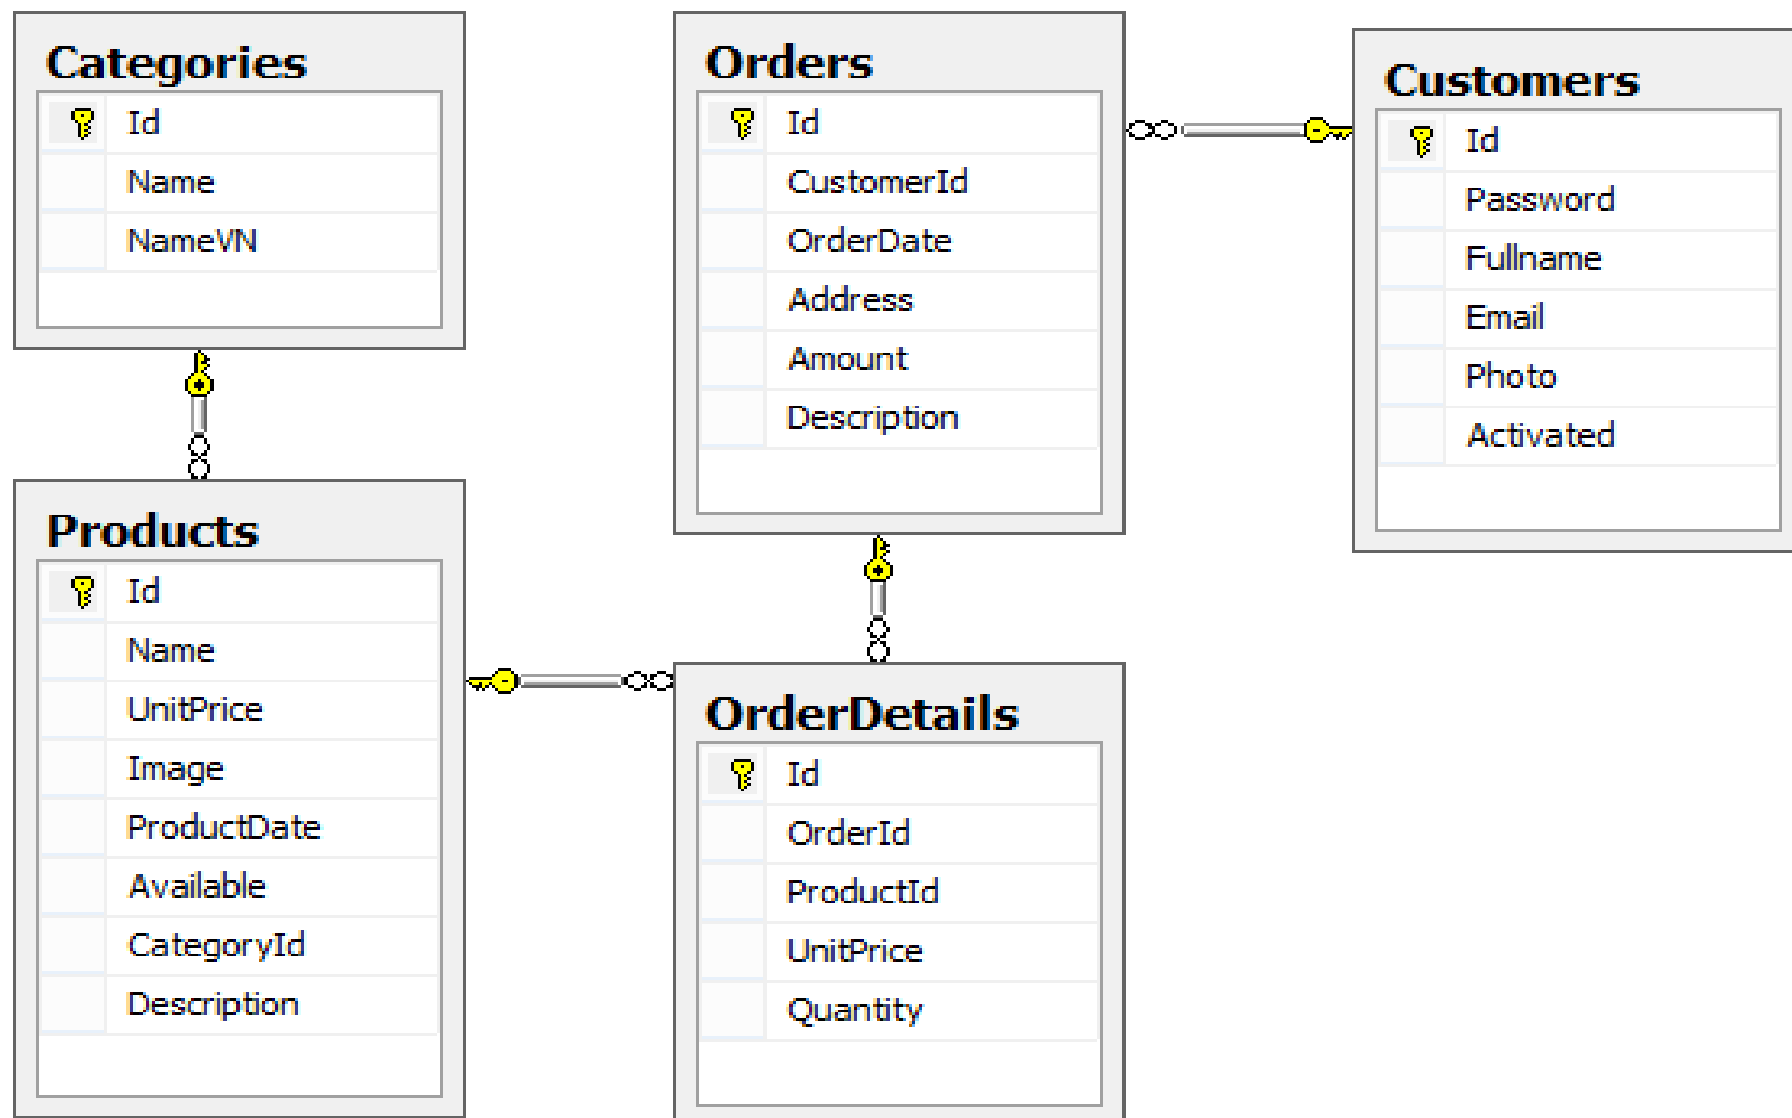 Categories
Id
Name
NameVN
Products
Id
Name
UnitPrice
Image
ProductDate
Available
CategoryId
Description
Orders
Id
CustomerId
OrderDate
Address
Amount
Description
OrderDetails
Id
OrderId
ProductId
UnitPrice
Quantity
Customers
Id
Password
Fullname
Email
Photo
Activated